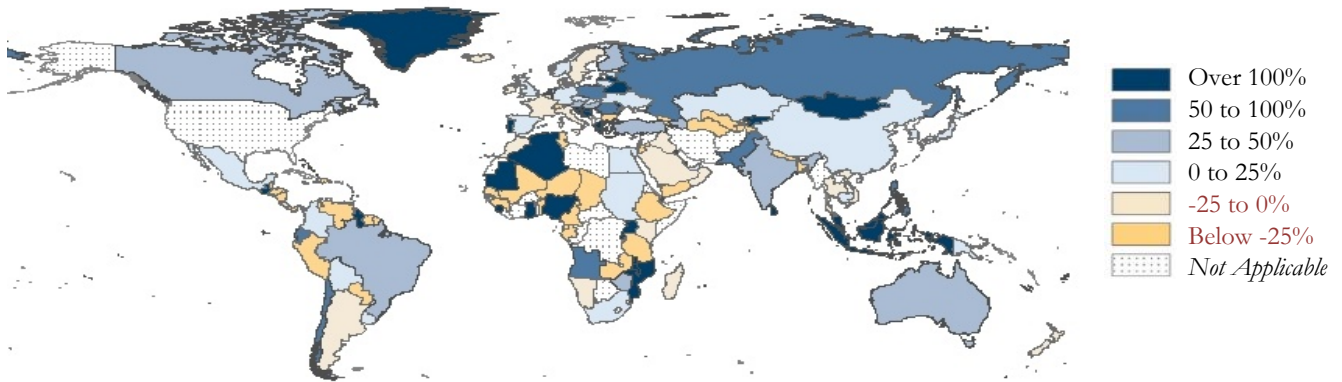 Over 100%
50 to 100%
25 to 50%
0 to 25%
-25 to 0%
Below -25%
Not Applicable